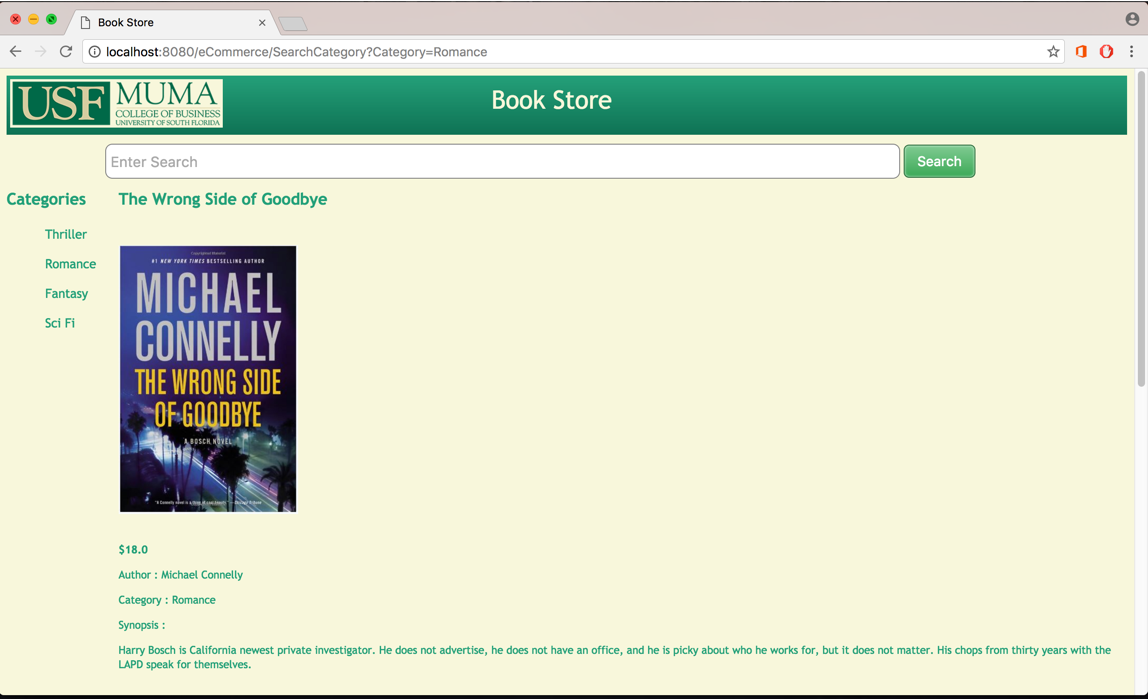 Book Store
localhost:8080/eCommerce/SearchCategory?Category=Romance
USF MUMA
COLLEGE OF BUSINESS
UNIVERSITY OF SOUTH FLORIDA
Book Store
Enter Search
Search
Categories
Thriller
Romance
Fantasy
Sci Fi
The Wrong Side of Goodbye
#1 NEW YORK TIMES BESTSELLING AUTHOR
MICHAEL
CONNELLY
THE WRONG SIDE
OF GOODBYE
A BOSCH NOVEL
$18.0
Author : Michael Connelly
Category : Romance
Synopsis :
Harry Bosch is California newest private investigator. He does not advertise, he does not have an office, and he is picky about who he works for, but it does not matter. His chops from thirty years with the
LAPD speak for themselves.